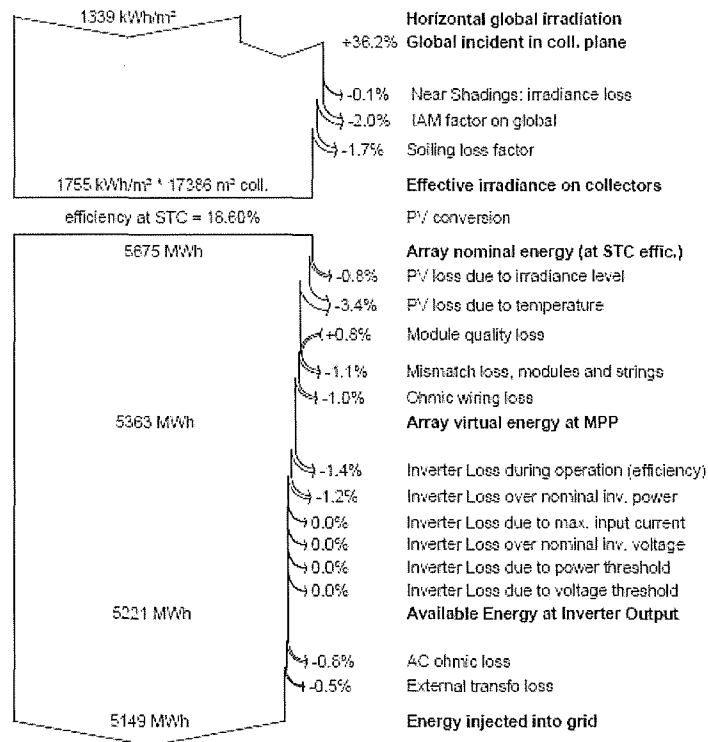 1339 kWh/m² Horizontal global irradiation
+36.2% Global incident in coll. plane
-0.1% Near Shadings: irradiance loss
-2.0% IAM factor on global
-1.7% Soiling loss factor
1755 kWh/m² * 17386 m² coll. Effective irradiance on collectors
efficiency at STC = 18.60% PV conversion
5675 MWh Array nominal energy (at STC effic.)
-0.8% PV loss due to irradiance level
-3.4% PV loss due to temperature
+0.8% Module quality loss
-1.1% Mismatch loss, modules and strings
-1.0% Ohmic wiring loss
5363 MWh Array virtual energy at MPP
-1.4% Inverter Loss during operation (efficiency)
-1.2% Inverter Loss over nominal inv. power
0.0% Inverter Loss due to max. input current
0.0% Inverter Loss over nominal inv. voltage
0.0% Inverter Loss due to power threshold
0.0% Inverter Loss due to voltage threshold
5221 MWh Available Energy at Inverter Output
-0.8% AC ohmic loss
-0.5% External transfo loss
5149 MWh Energy injected into grid